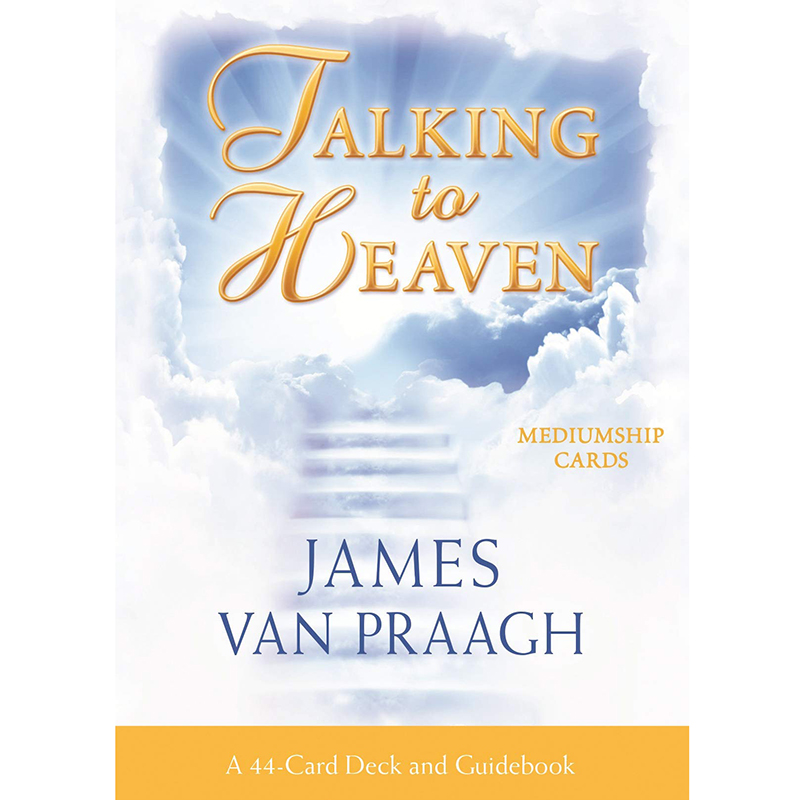 TALKING
to
HEAVEN
MEDIUMSHIP
CARDS
JAMES
VAN PRAAGH
A 44-Card Deck and Guidebook